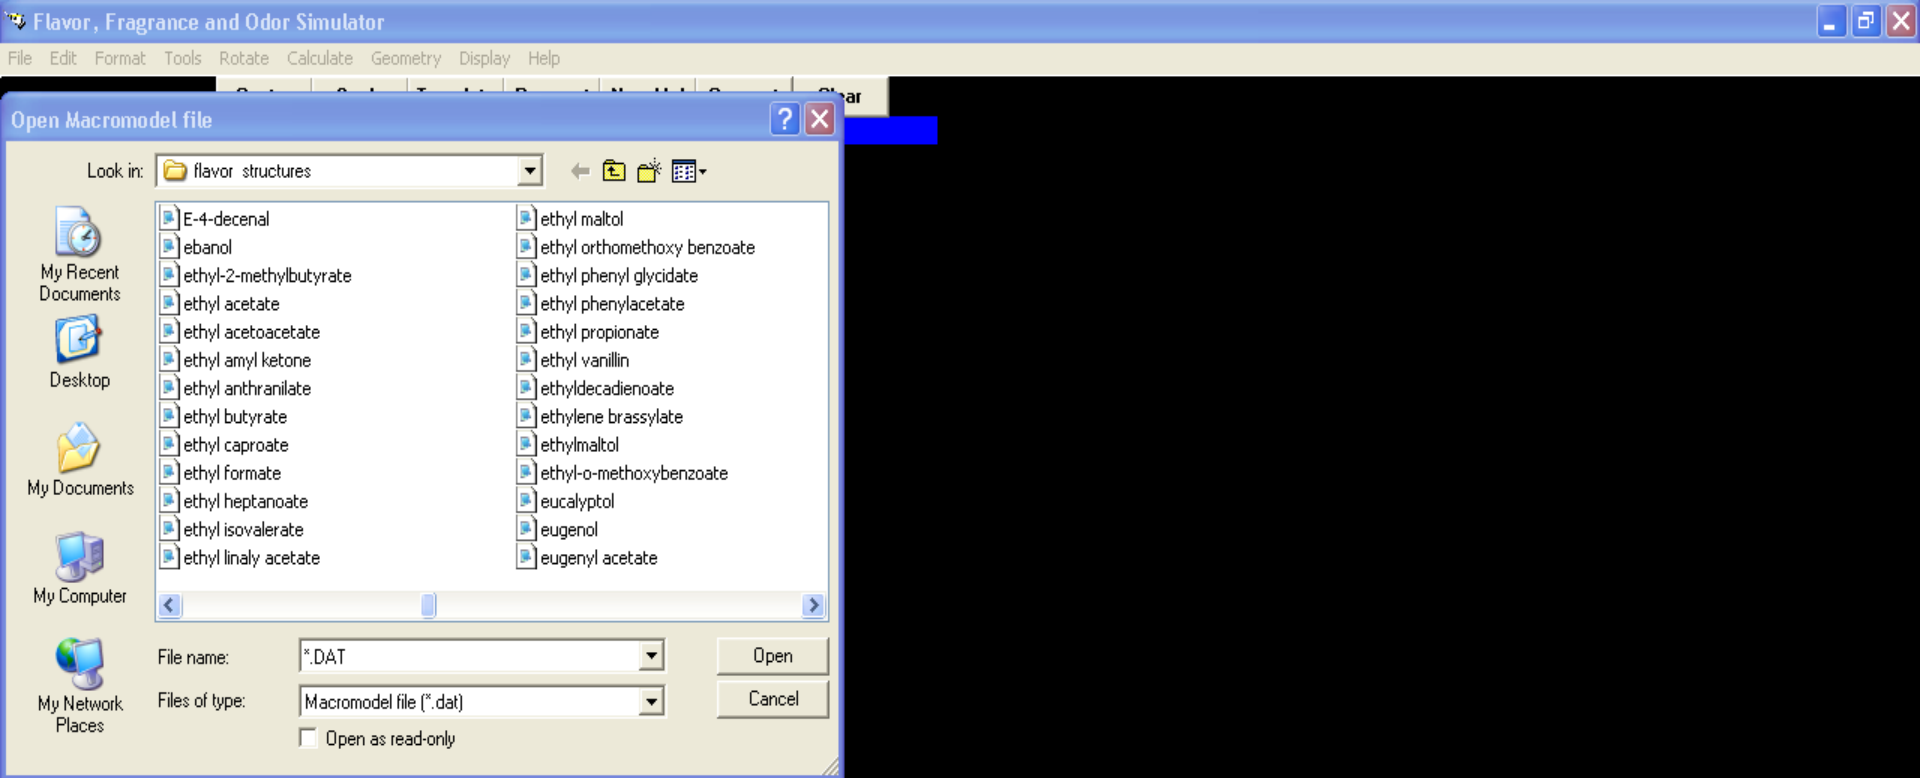 Flavor, Fragrance and Odor Simulator
File Edit Format Tools Rotate Calculate Geometry Display Help
Clear
Open Macromodel file
Look in: flavor structures
My Recent Documents
Desktop
My Documents
My Computer
My Network Places
E-4-decenal
ebanol
ethyl-2-methylbutyrate
ethyl acetate
ethyl acetoacetate
ethyl amyl ketone
ethyl anthranilate
ethyl butyrate
ethyl caproate
ethyl formate
ethyl heptanoate
ethyl isovalerate
ethyl linaly acetate
ethyl maltol
ethyl orthomethoxy benzoate
ethyl phenyl glycidate
ethyl phenylacetate
ethyl propionate
ethyl vanillin
ethyldecadienoate
ethylene brassylate
ethylmaltol
ethyl-o-methoxybenzoate
eucalyptol
eugenol
eugenyl acetate
File name: *.DAT Open
Files of type: Macromodel file (*.dat) Cancel
Open as read-only